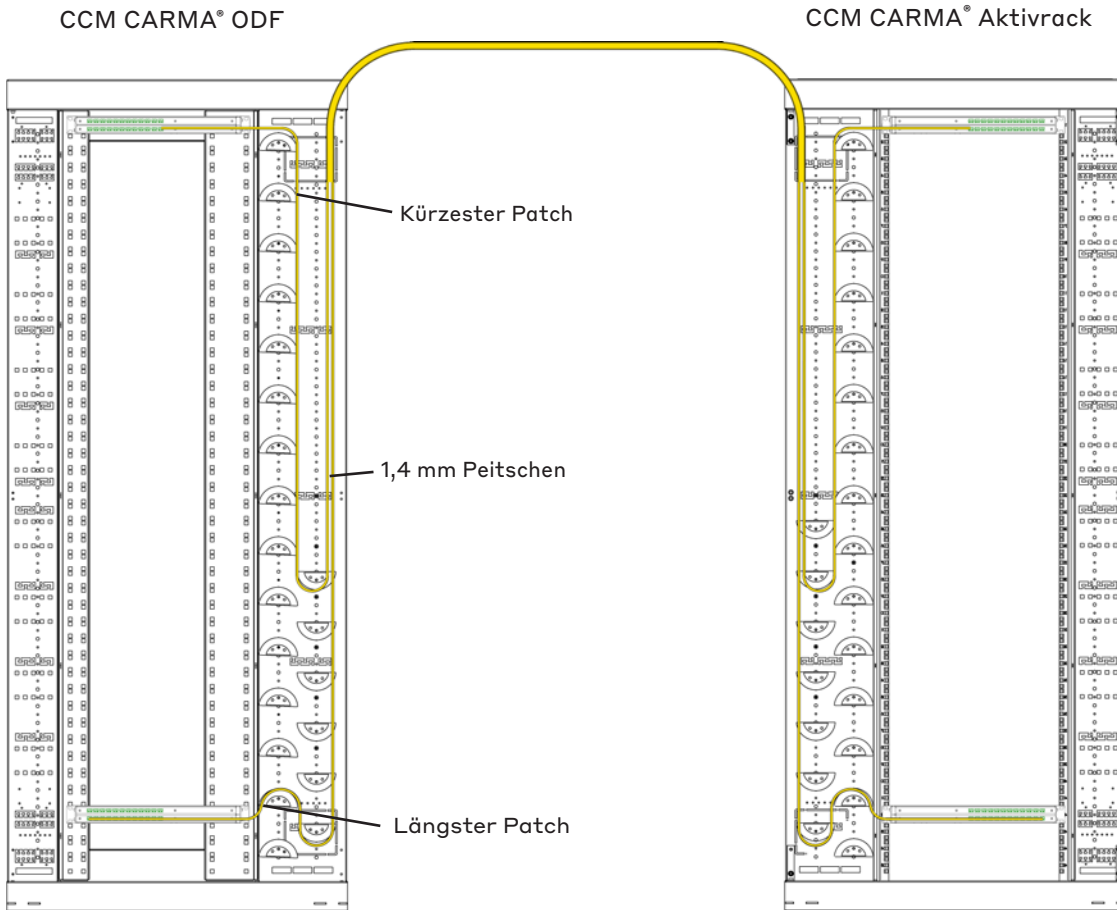 CCM CARMA® ODF
CCM CARMA® Aktivrack
Kürzester Patch
1,4 mm Peitschen
Längster Patch